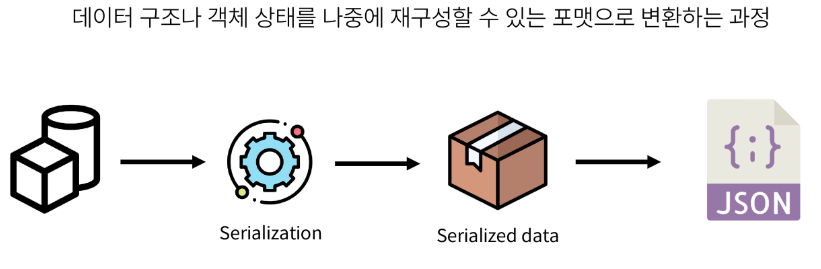 데이터 구조나 객체 상태를 나중에 재구성할 수 있는 포맷으로 변환하는 과정
{;}
JSON
Serialization
Serialized data